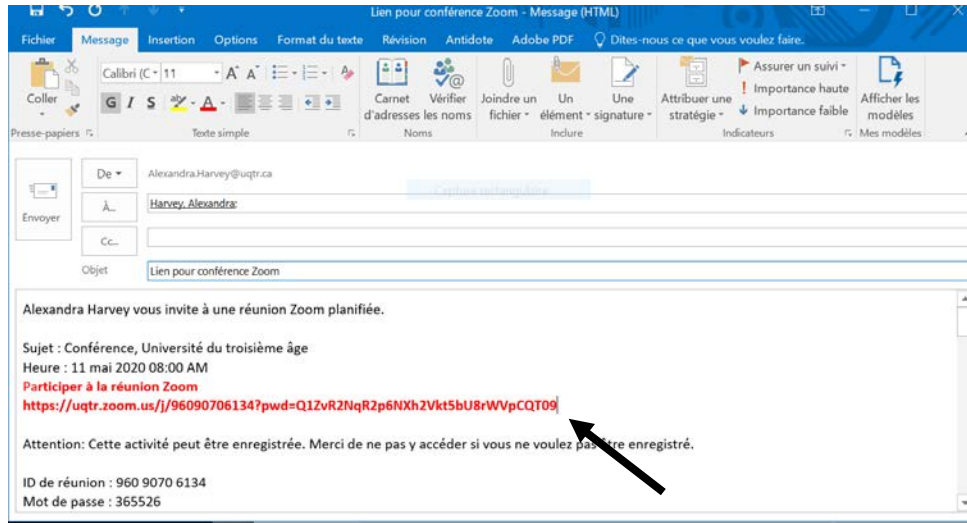 Lien pour conférence Zoom - Message (HTML)
Fichier Message Insertion Options Format du texte Révision Antidote Adobe PDF Dites-nous ce que vous voulez faire.
Coller
Presse-papiers
Calibri (C 11
G I S
Texte simple
Carnet d'adresses
Vérifier les noms
Noms
Joindre un fichier
Un élément
Une signature
Inclure
Attribuer une stratégie
Assurer un suivi
Importance haute
Importance faible
Indicateurs
Afficher les modèles
Mes modèles
Envoyer
De Alexandra.Harvey@uqtr.ca
Capture rectangulaire
À... Harvey, Alexandra;
Cc...
Objet Lien pour conférence Zoom
Alexandra Harvey vous invite à une réunion Zoom planifiée.
Sujet : Conférence, Université du troisième âge
Heure : 11 mai 2020 08:00 AM
Participer à la réunion Zoom
https://uqtr.zoom.us/j/96090706134?pwd=Q1ZvR2NqR2p6NXh2Vkt5bU8rWVpCQT09
Attention: Cette activité peut être enregistrée. Merci de ne pas y accéder si vous ne voulez pas être enregistré.
ID de réunion : 960 9070 6134
Mot de passe : 365526